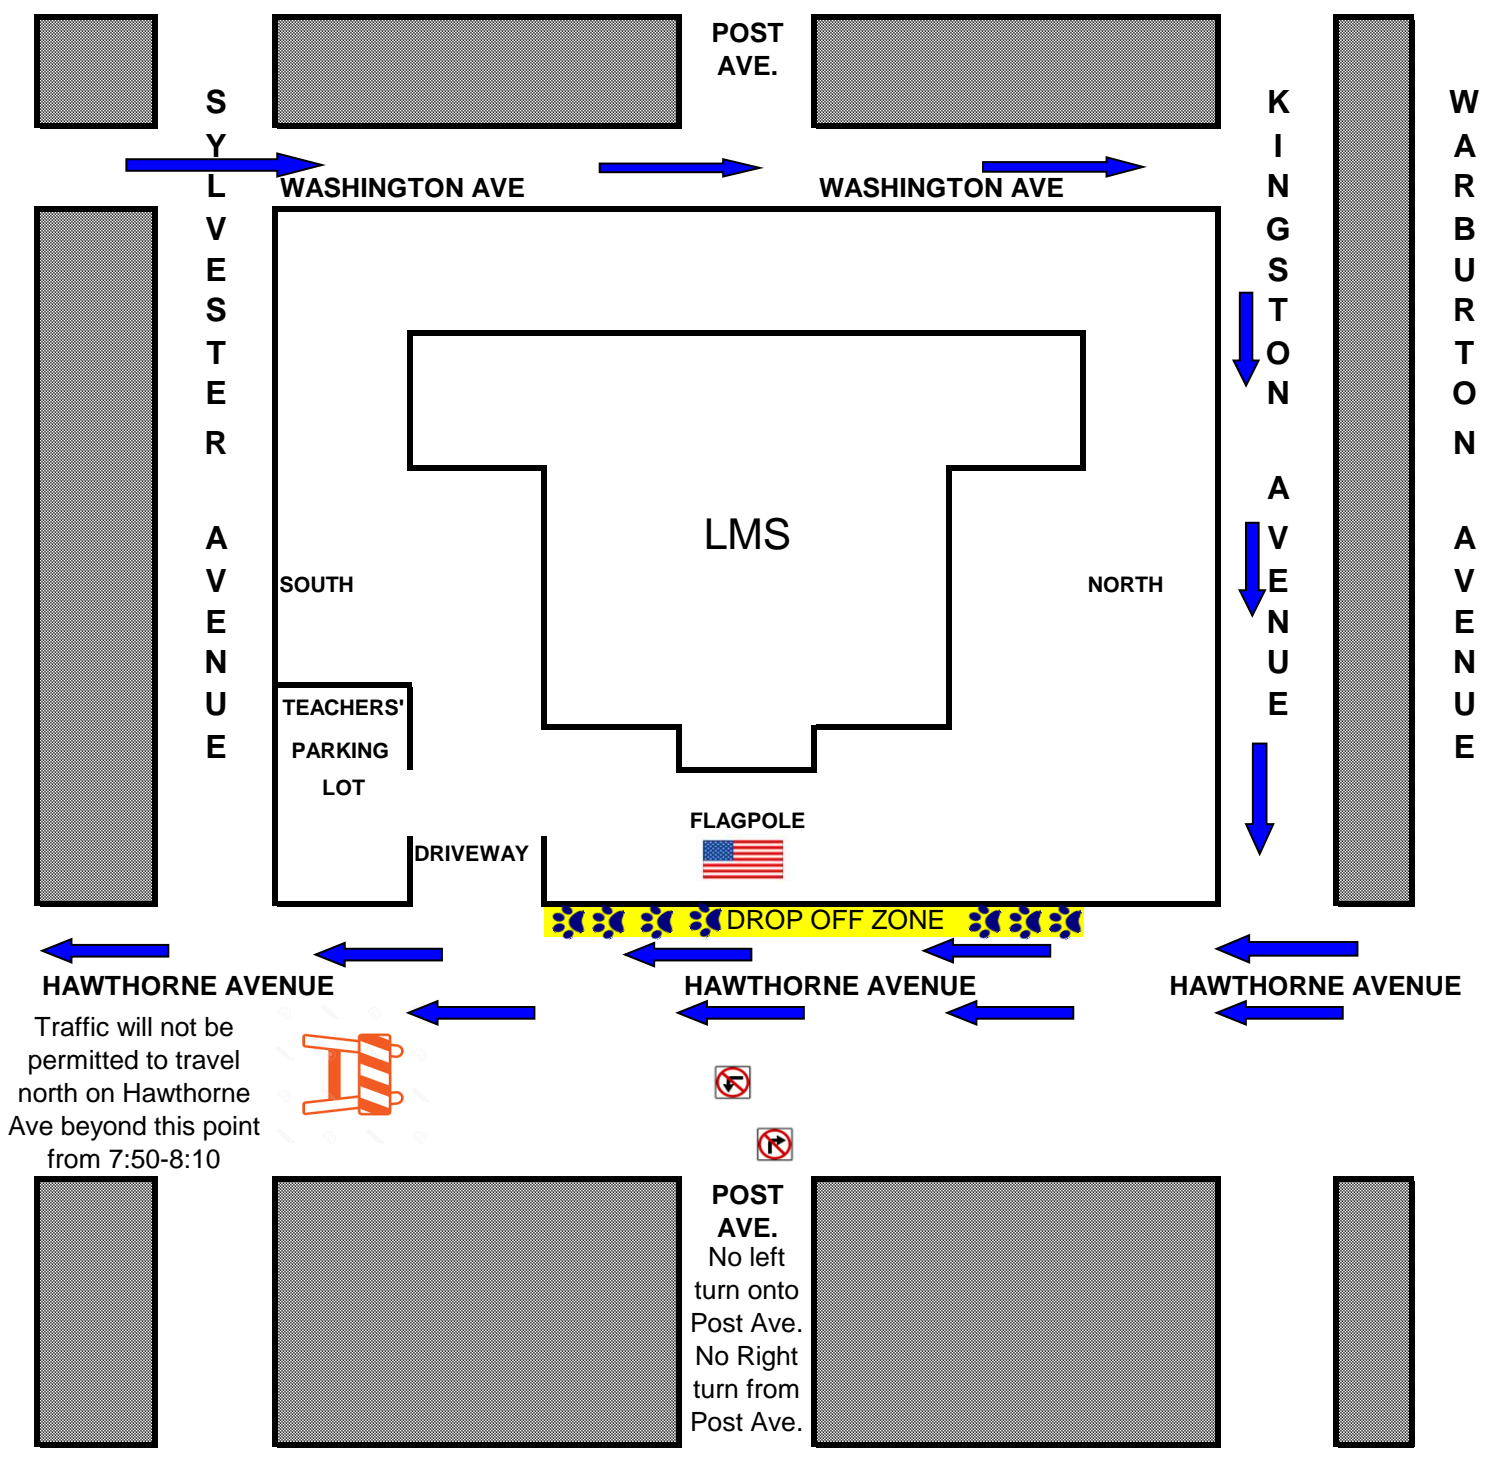 POST
AVE.
SYLVESTER AVENUE
KINGSTON AVENUE
WARBURTON AVENUE
WASHINGTON AVE
WASHINGTON AVE
LMS
SOUTH
NORTH
TEACHERS'
PARKING
LOT
FLAGPOLE
DRIVEWAY
DROP OFF ZONE
HAWTHORNE AVENUE
HAWTHORNE AVENUE
HAWTHORNE AVENUE
Traffic will not be
permitted to travel
north on Hawthorne
Ave beyond this point
from 7:50-8:10
POST
AVE.
No left
turn onto
Post Ave.
No Right
turn from
Post Ave.